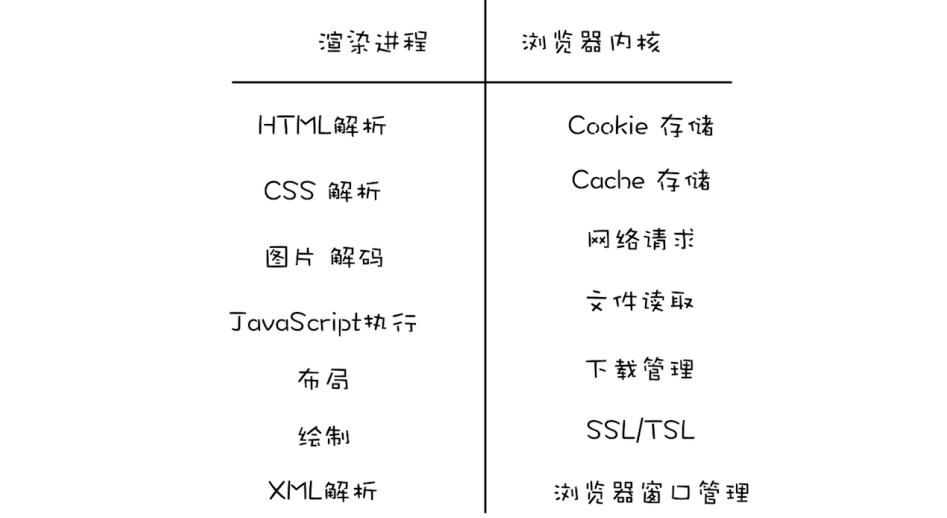 渲染进程 浏览器内核
HTML解析 Cookie 存储
CSS 解析 Cache 存储
图片 解码 网络请求
JavaScript执行 文件读取
布局 下载管理
绘制 SSL/TSL
XML解析 浏览器窗口管理